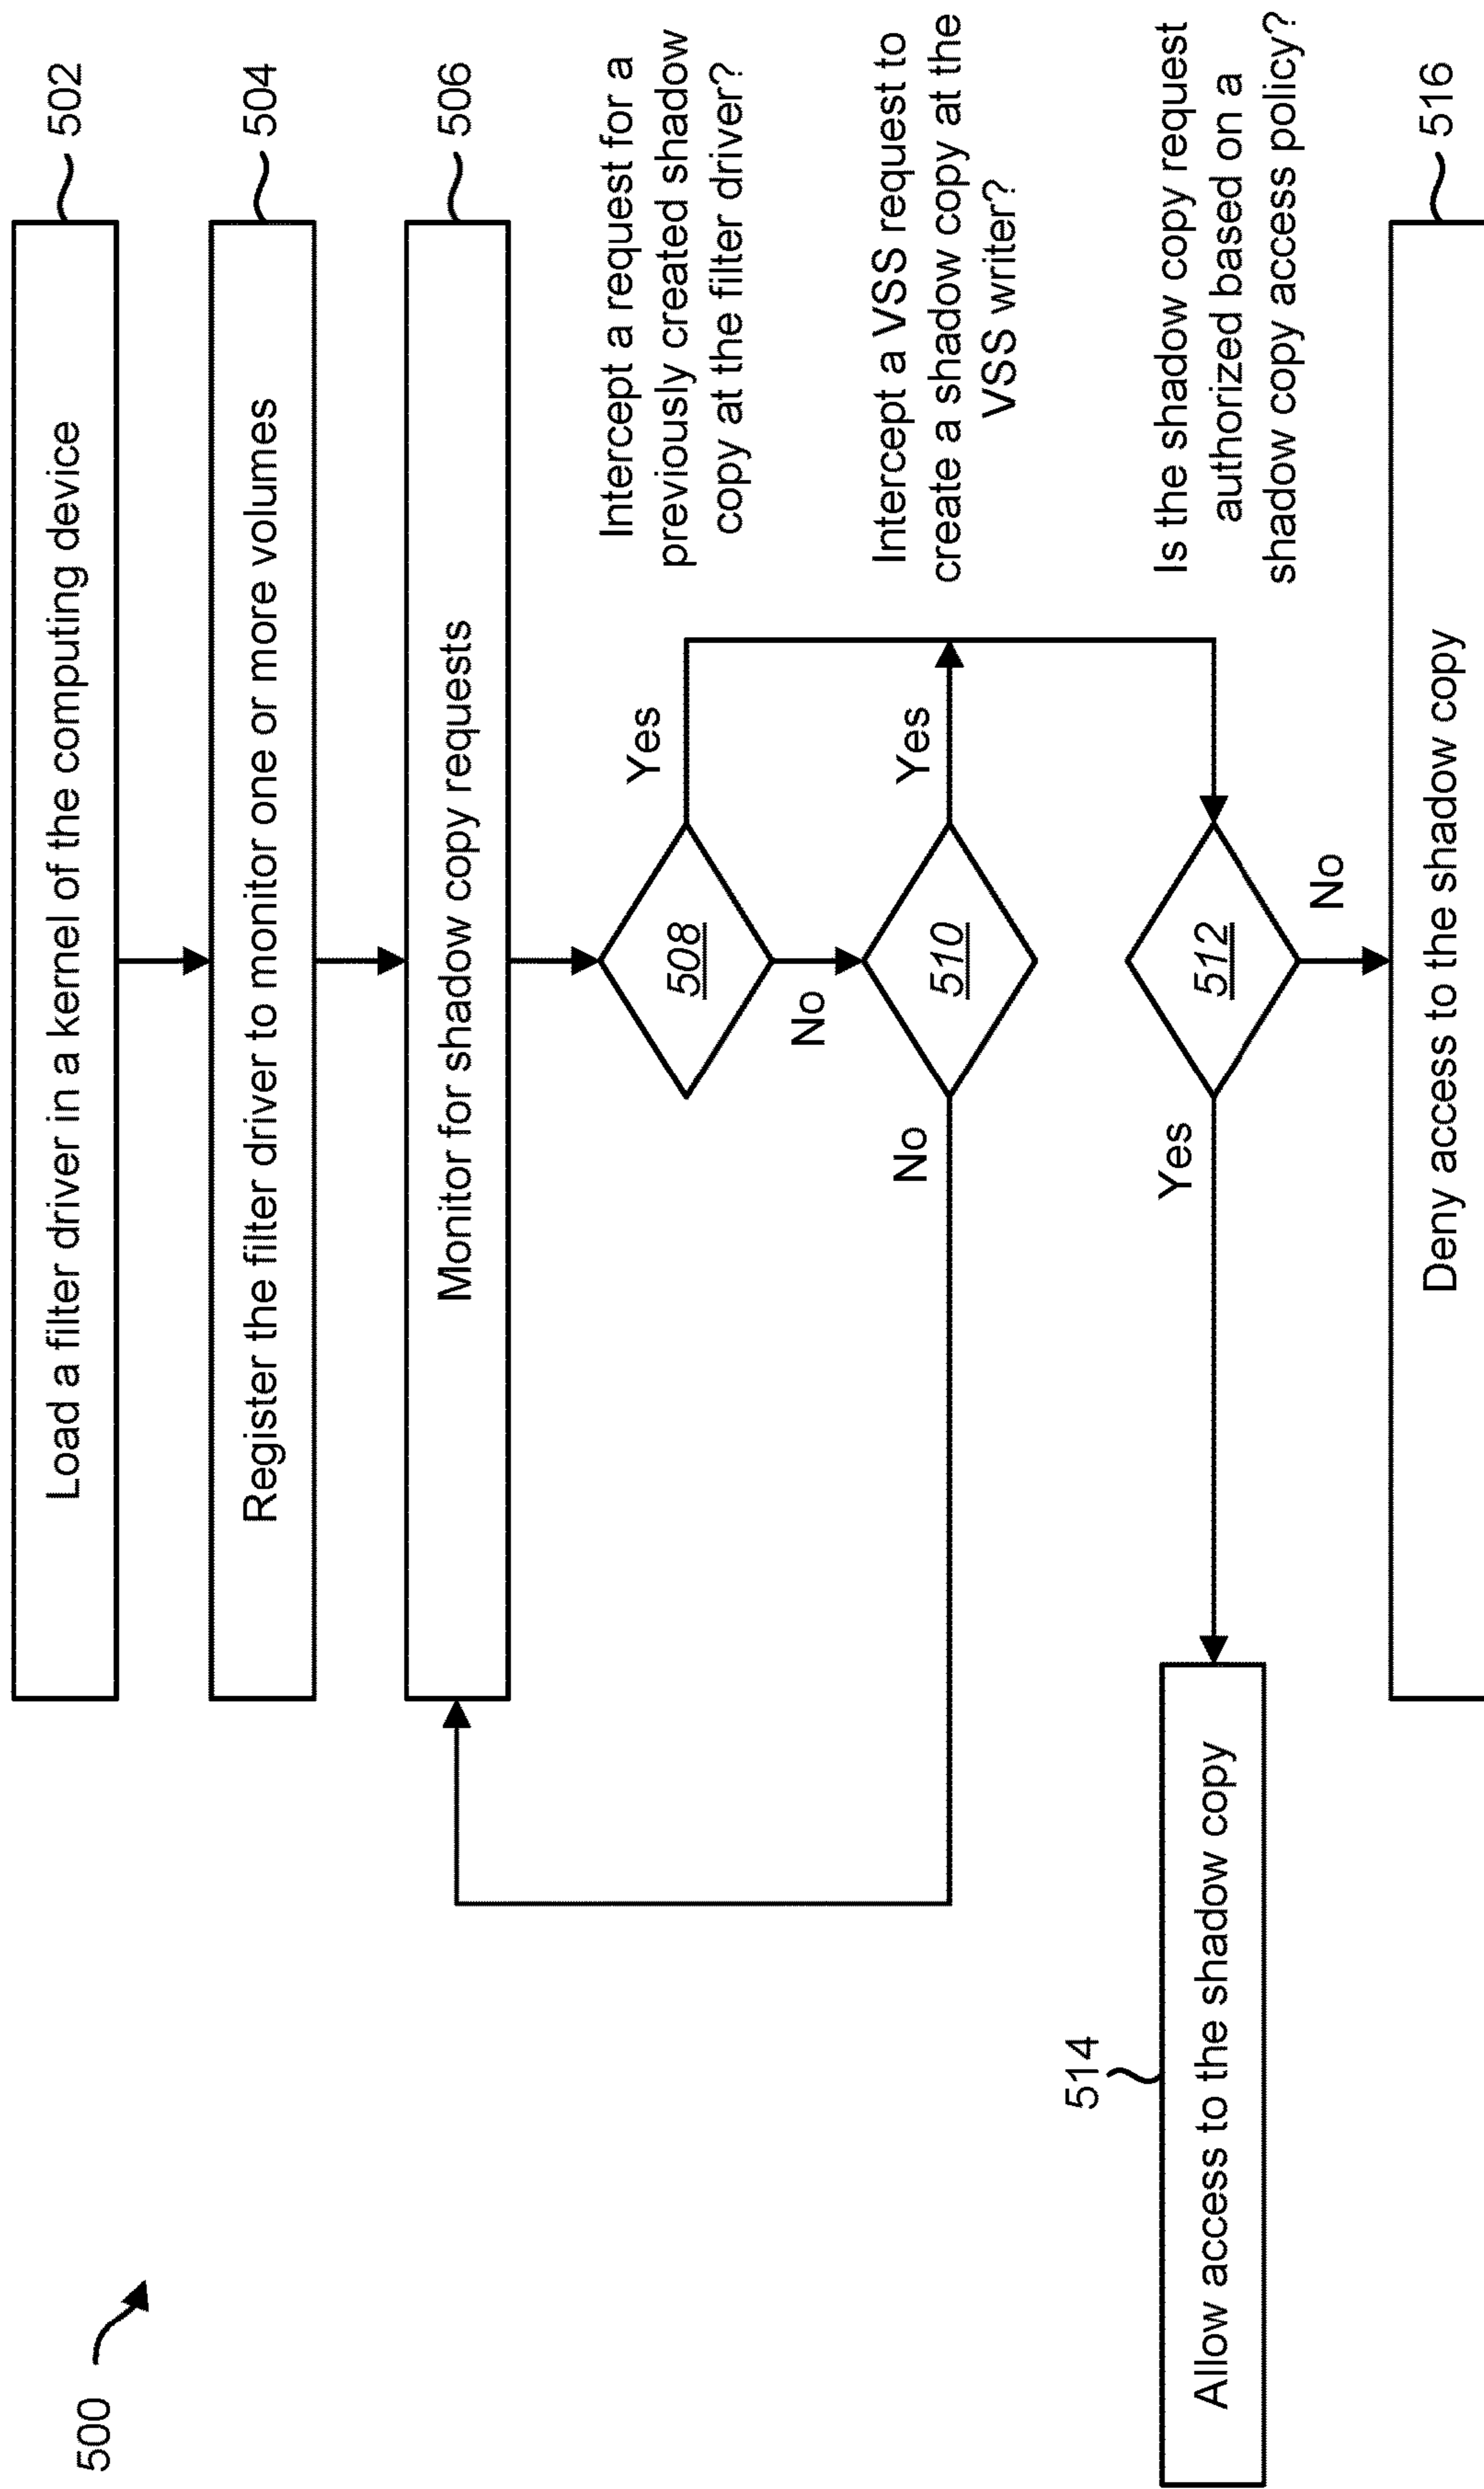 500
Load a filter driver in a kernel of the computing device
502
Register the filter driver to monitor one or more volumes
504
Monitor for shadow copy requests
506
508
Yes
Intercept a request for a
previously created shadow
copy at the filter driver?
No
510
No
Yes
Intercept a VSS request to
create a shadow copy at the
VSS writer?
512
Is the shadow copy request
authorized based on a
shadow copy access policy?
Yes
No
514
Allow access to the shadow copy
Deny access to the shadow copy
516